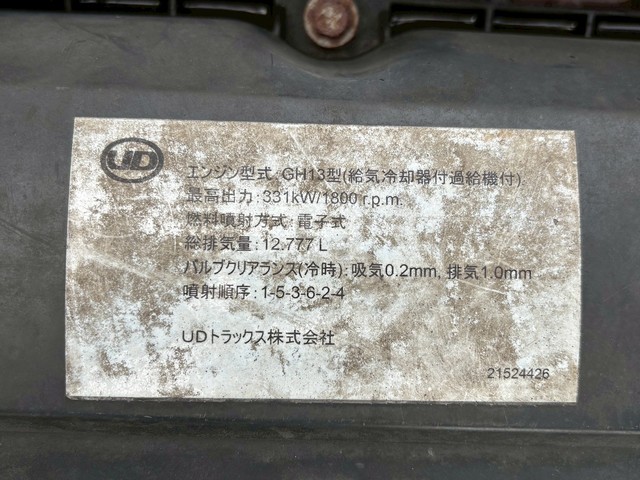 UD
エンジン型式:GH13型(給気冷却器付過給機付)
最高出力:331kW/1800 r.p.m.
燃料噴射方式:電子式
総排気量:12.777 L
バルブクリアランス(冷時):吸気0.2mm, 排気1.0mm
噴射順序:1-5-3-6-2-4
UDトラックス株式会社
21524426